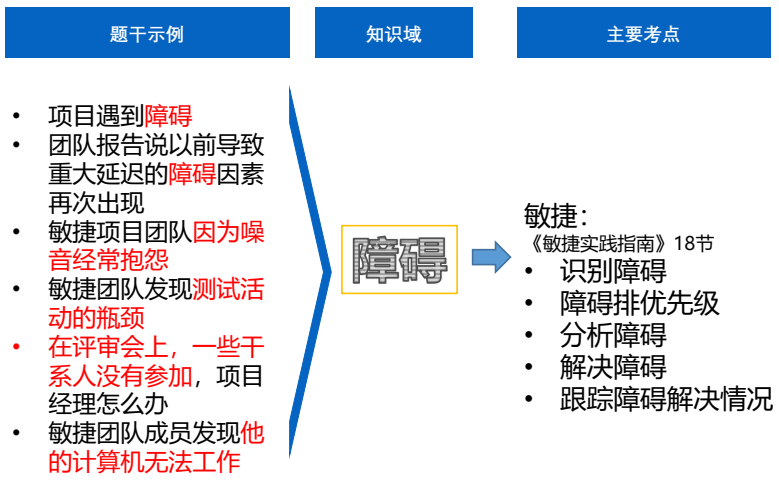 题干示例
知识域
主要考点
• 项目遇到障碍
• 团队报告说以前导致
重大延迟的障碍因素
再次出现
• 敏捷项目团队因为噪
音经常抱怨
• 敏捷团队发现测试活
动的瓶颈
• 在评审会上，一些干
系人没有参加，项目
经理怎么办
• 敏捷团队成员发现他
的计算机无法工作
障碍
敏捷：
《敏捷实践指南》18节
• 识别障碍
• 障碍排优先级
• 分析障碍
• 解决障碍
• 跟踪障碍解决情况